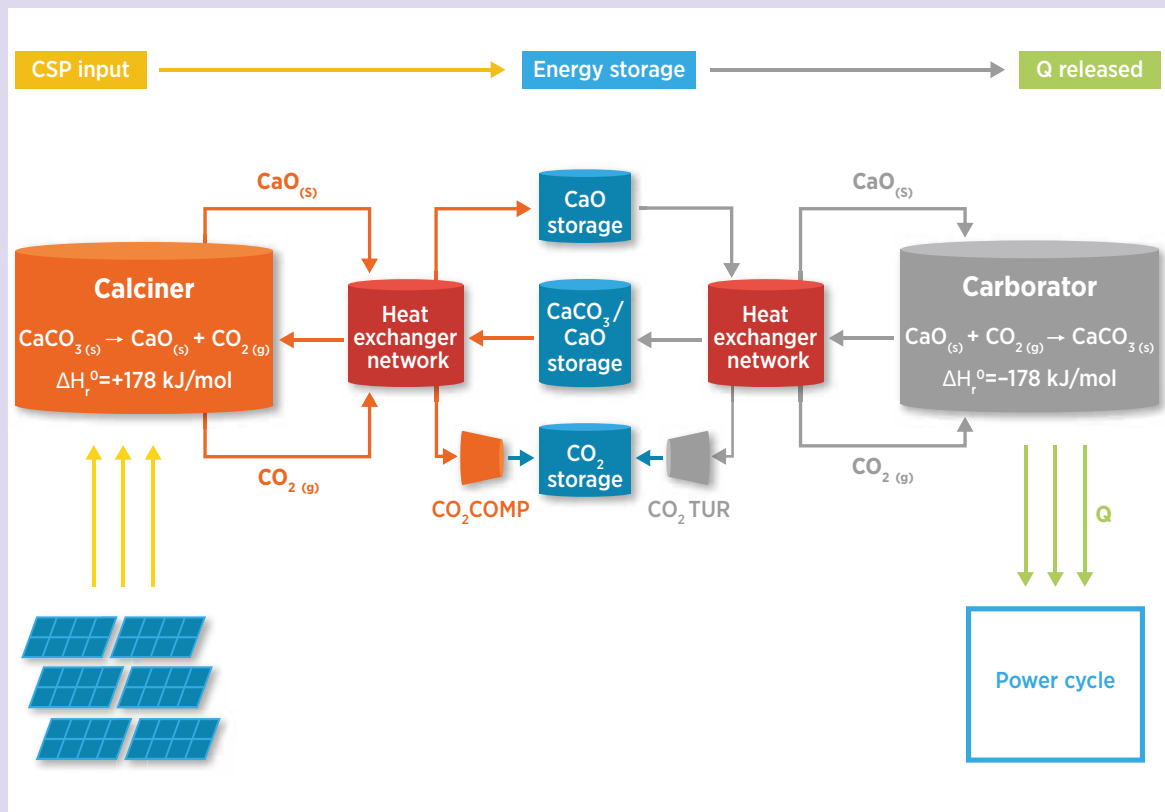 CSP input
Energy storage
Q released
CaO(S)
CaO
storage
CaO(S)
Calciner
CaCO3 (s) → CaO(s) + CO2 (g)
ΔHr⁰=+178 kJ/mol
Heat
exchanger
network
CaCO3 /
CaO
storage
Heat
exchanger
network
Carborator
CaO(s) + CO2 (g) → CaCO3 (s)
ΔHr⁰=–178 kJ/mol
CO2 (g)
CO2COMP
CO2
storage
CO2 TUR
CO2 (g)
Q
Power cycle